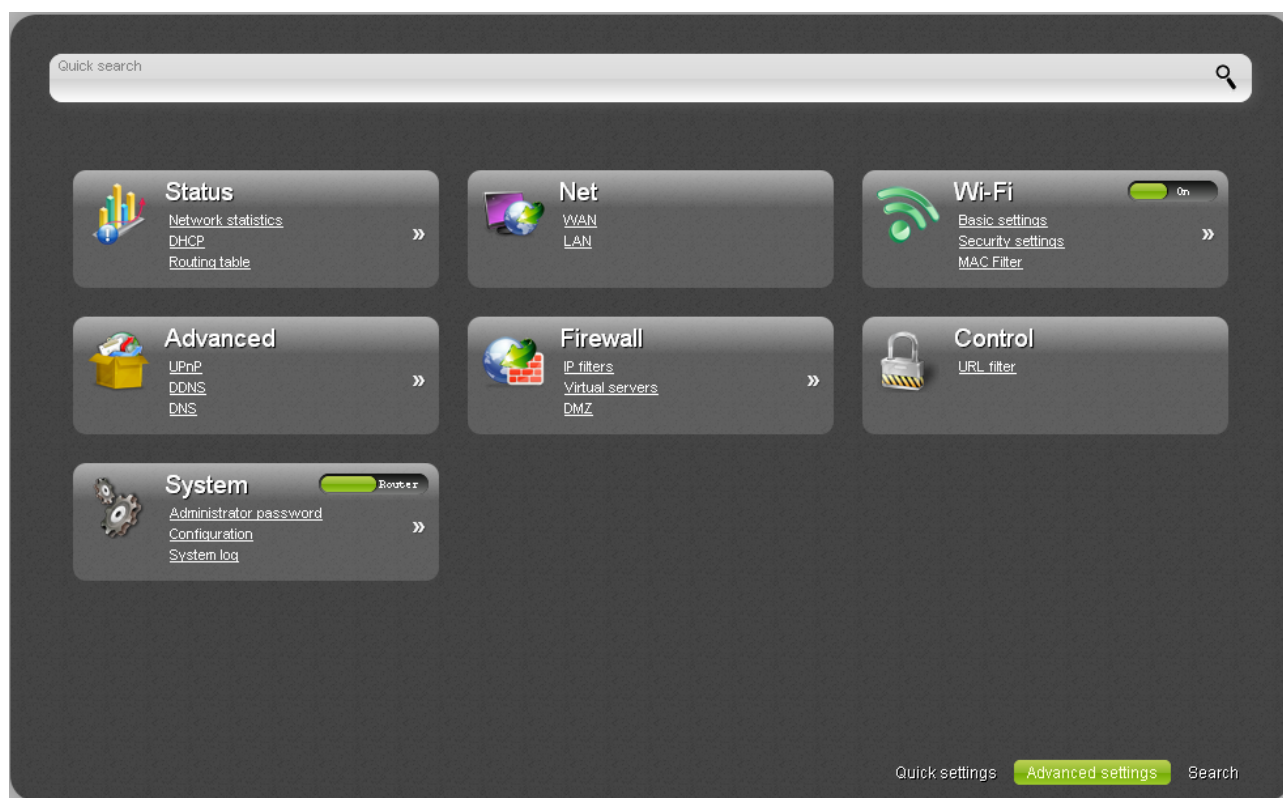 Quick search
Status
Network statistics
DHCP
Routing table
Net
WAN
LAN
Wi-Fi
On
Basic settings
Security settings
MAC Filter
Advanced
UPnP
DDNS
DNS
Firewall
IP filters
Virtual servers
DMZ
Control
URL filter
System
Router
Administrator password
Configuration
System log
Quick settings
Advanced settings
Search